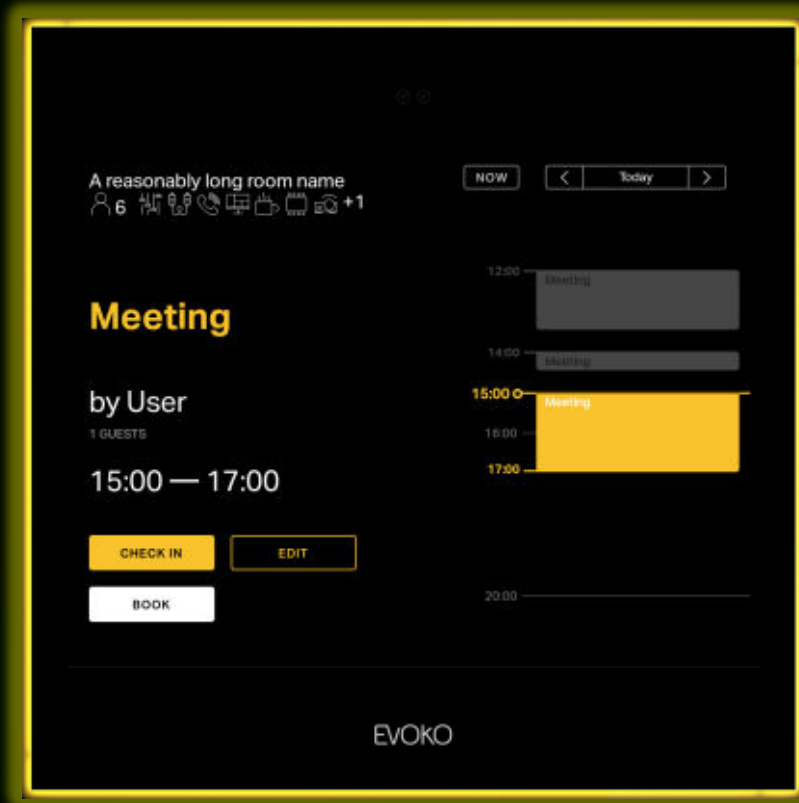 A reasonably long room name
6 +1
NOW
Today
Meeting
by User
1 GUESTS
15:00 — 17:00
CHECK IN
EDIT
BOOK
12:00
Meeting
14:00
Meeting
15:00
Meeting
16:00
17:00
20:00
EVOKO